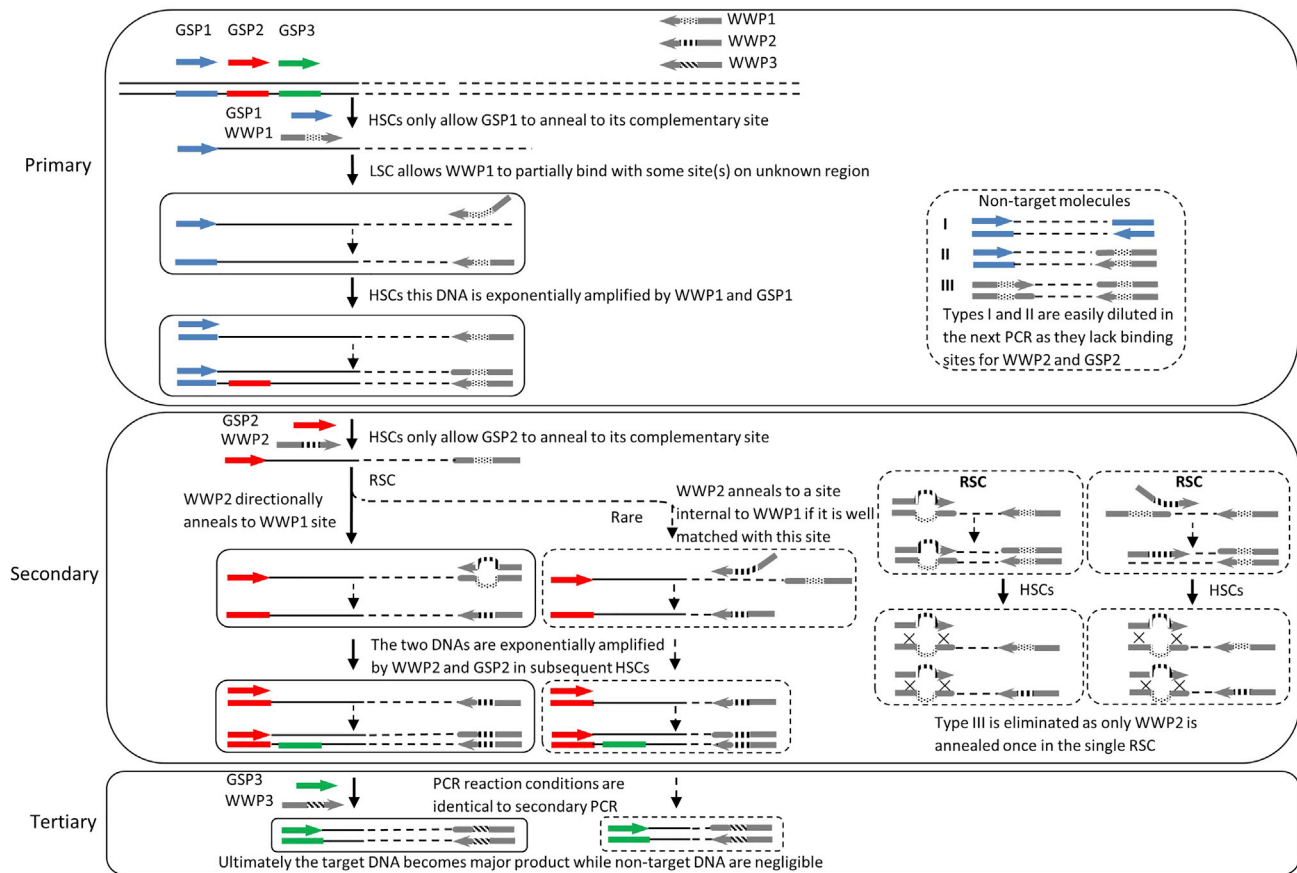 GSP1 GSP2 GSP3
WWP1
WWP2
WWP3
GSP1
WWP1
HSCs only allow GSP1 to anneal to its complementary site
Primary
LSC allows WWP1 to partially bind with some site(s) on unknown region
HSCs this DNA is exponentially amplified by WWP1 and GSP1
Non-target molecules
I
II
III
Types I and II are easily diluted in
the next PCR as they lack binding
sites for WWP2 and GSP2
Secondary
GSP2
WWP2
HSCs only allow GSP2 to anneal to its complementary site
RSC
WWP2 directionally
anneals to WWP1 site
Rare
WWP2 anneals to a site
internal to WWP1 if it is well
matched with this site
The two DNAs are exponentially amplified
by WWP2 and GSP2 in subsequent HSCs
RSC
RSC
HSCs
HSCs
Type III is eliminated as only WWP2 is
annealed once in the single RSC
Tertiary
GSP3
WWP3
PCR reaction conditions are
identical to secondary PCR
Ultimately the target DNA becomes major product while non-target DNA are negligible